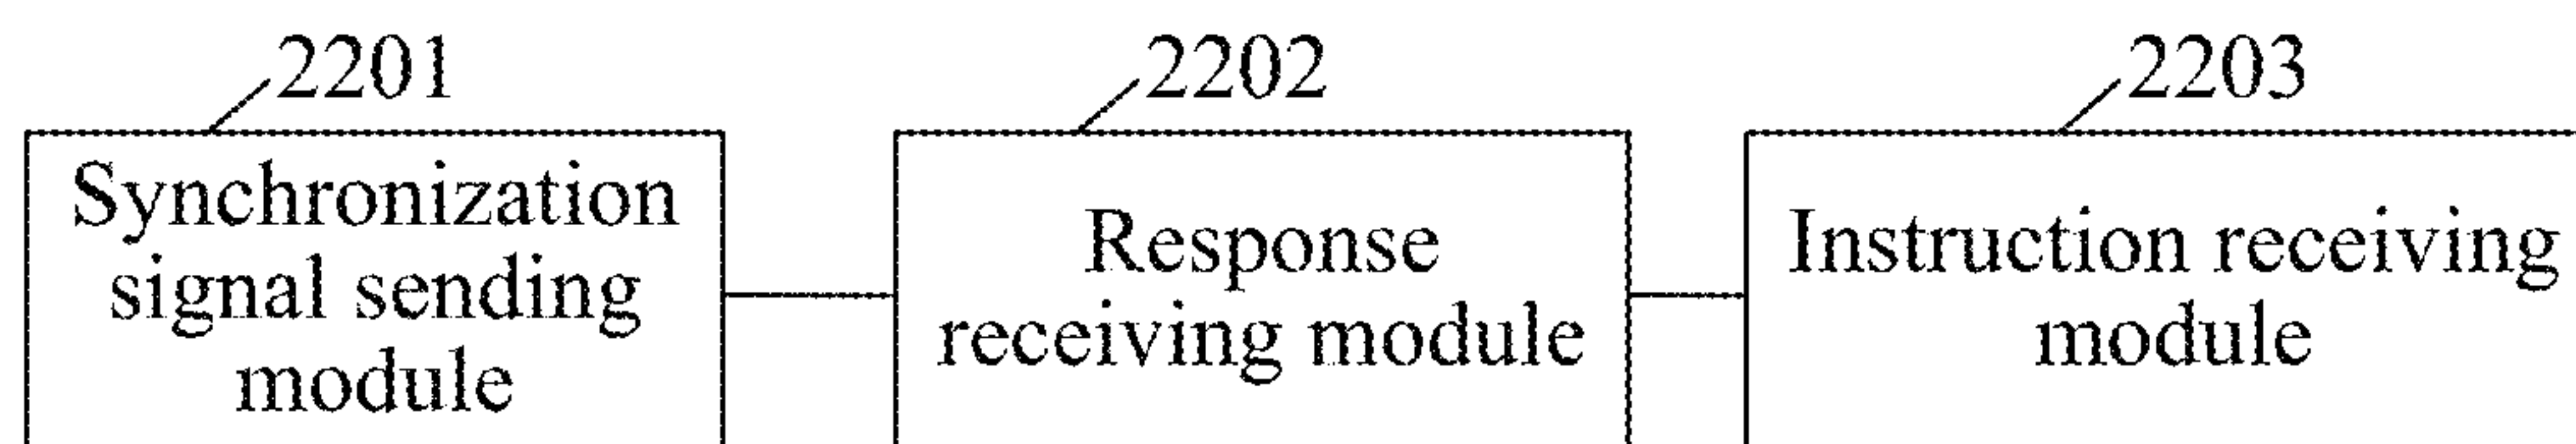 2201
2202
2203
Synchronization
signal sending
module
Response
receiving module
Instruction receiving
module